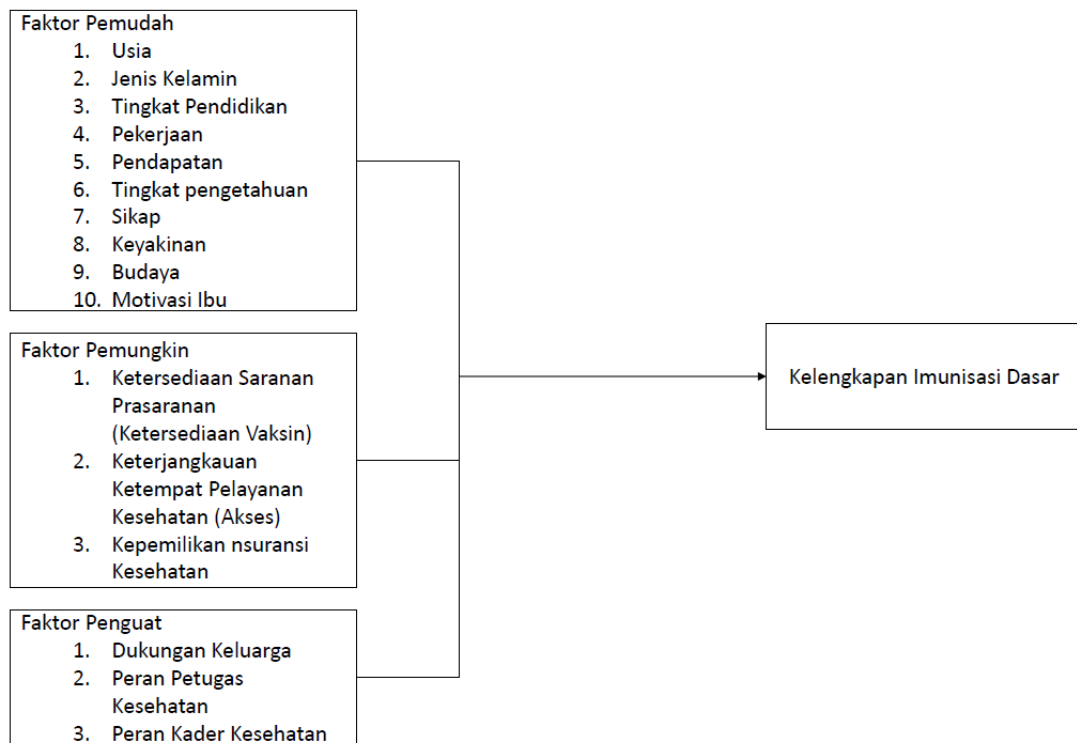 Faktor Pemudah
1. Usia
2. Jenis Kelamin
3. Tingkat Pendidikan
4. Pekerjaan
5. Pendapatan
6. Tingkat pengetahuan
7. Sikap
8. Keyakinan
9. Budaya
10. Motivasi Ibu
Faktor Pemungkin
1. Ketersediaan Saranan
Prasaranan
(Ketersediaan Vaksin)
2. Keterjangkauan
Ketempat Pelayanan
Kesehatan (Akses)
3. Kepemilikan nsuransi
Kesehatan
Faktor Penguat
1. Dukungan Keluarga
2. Peran Petugas
Kesehatan
3. Peran Kader Kesehatan
Kelengkapan Imunisasi Dasar